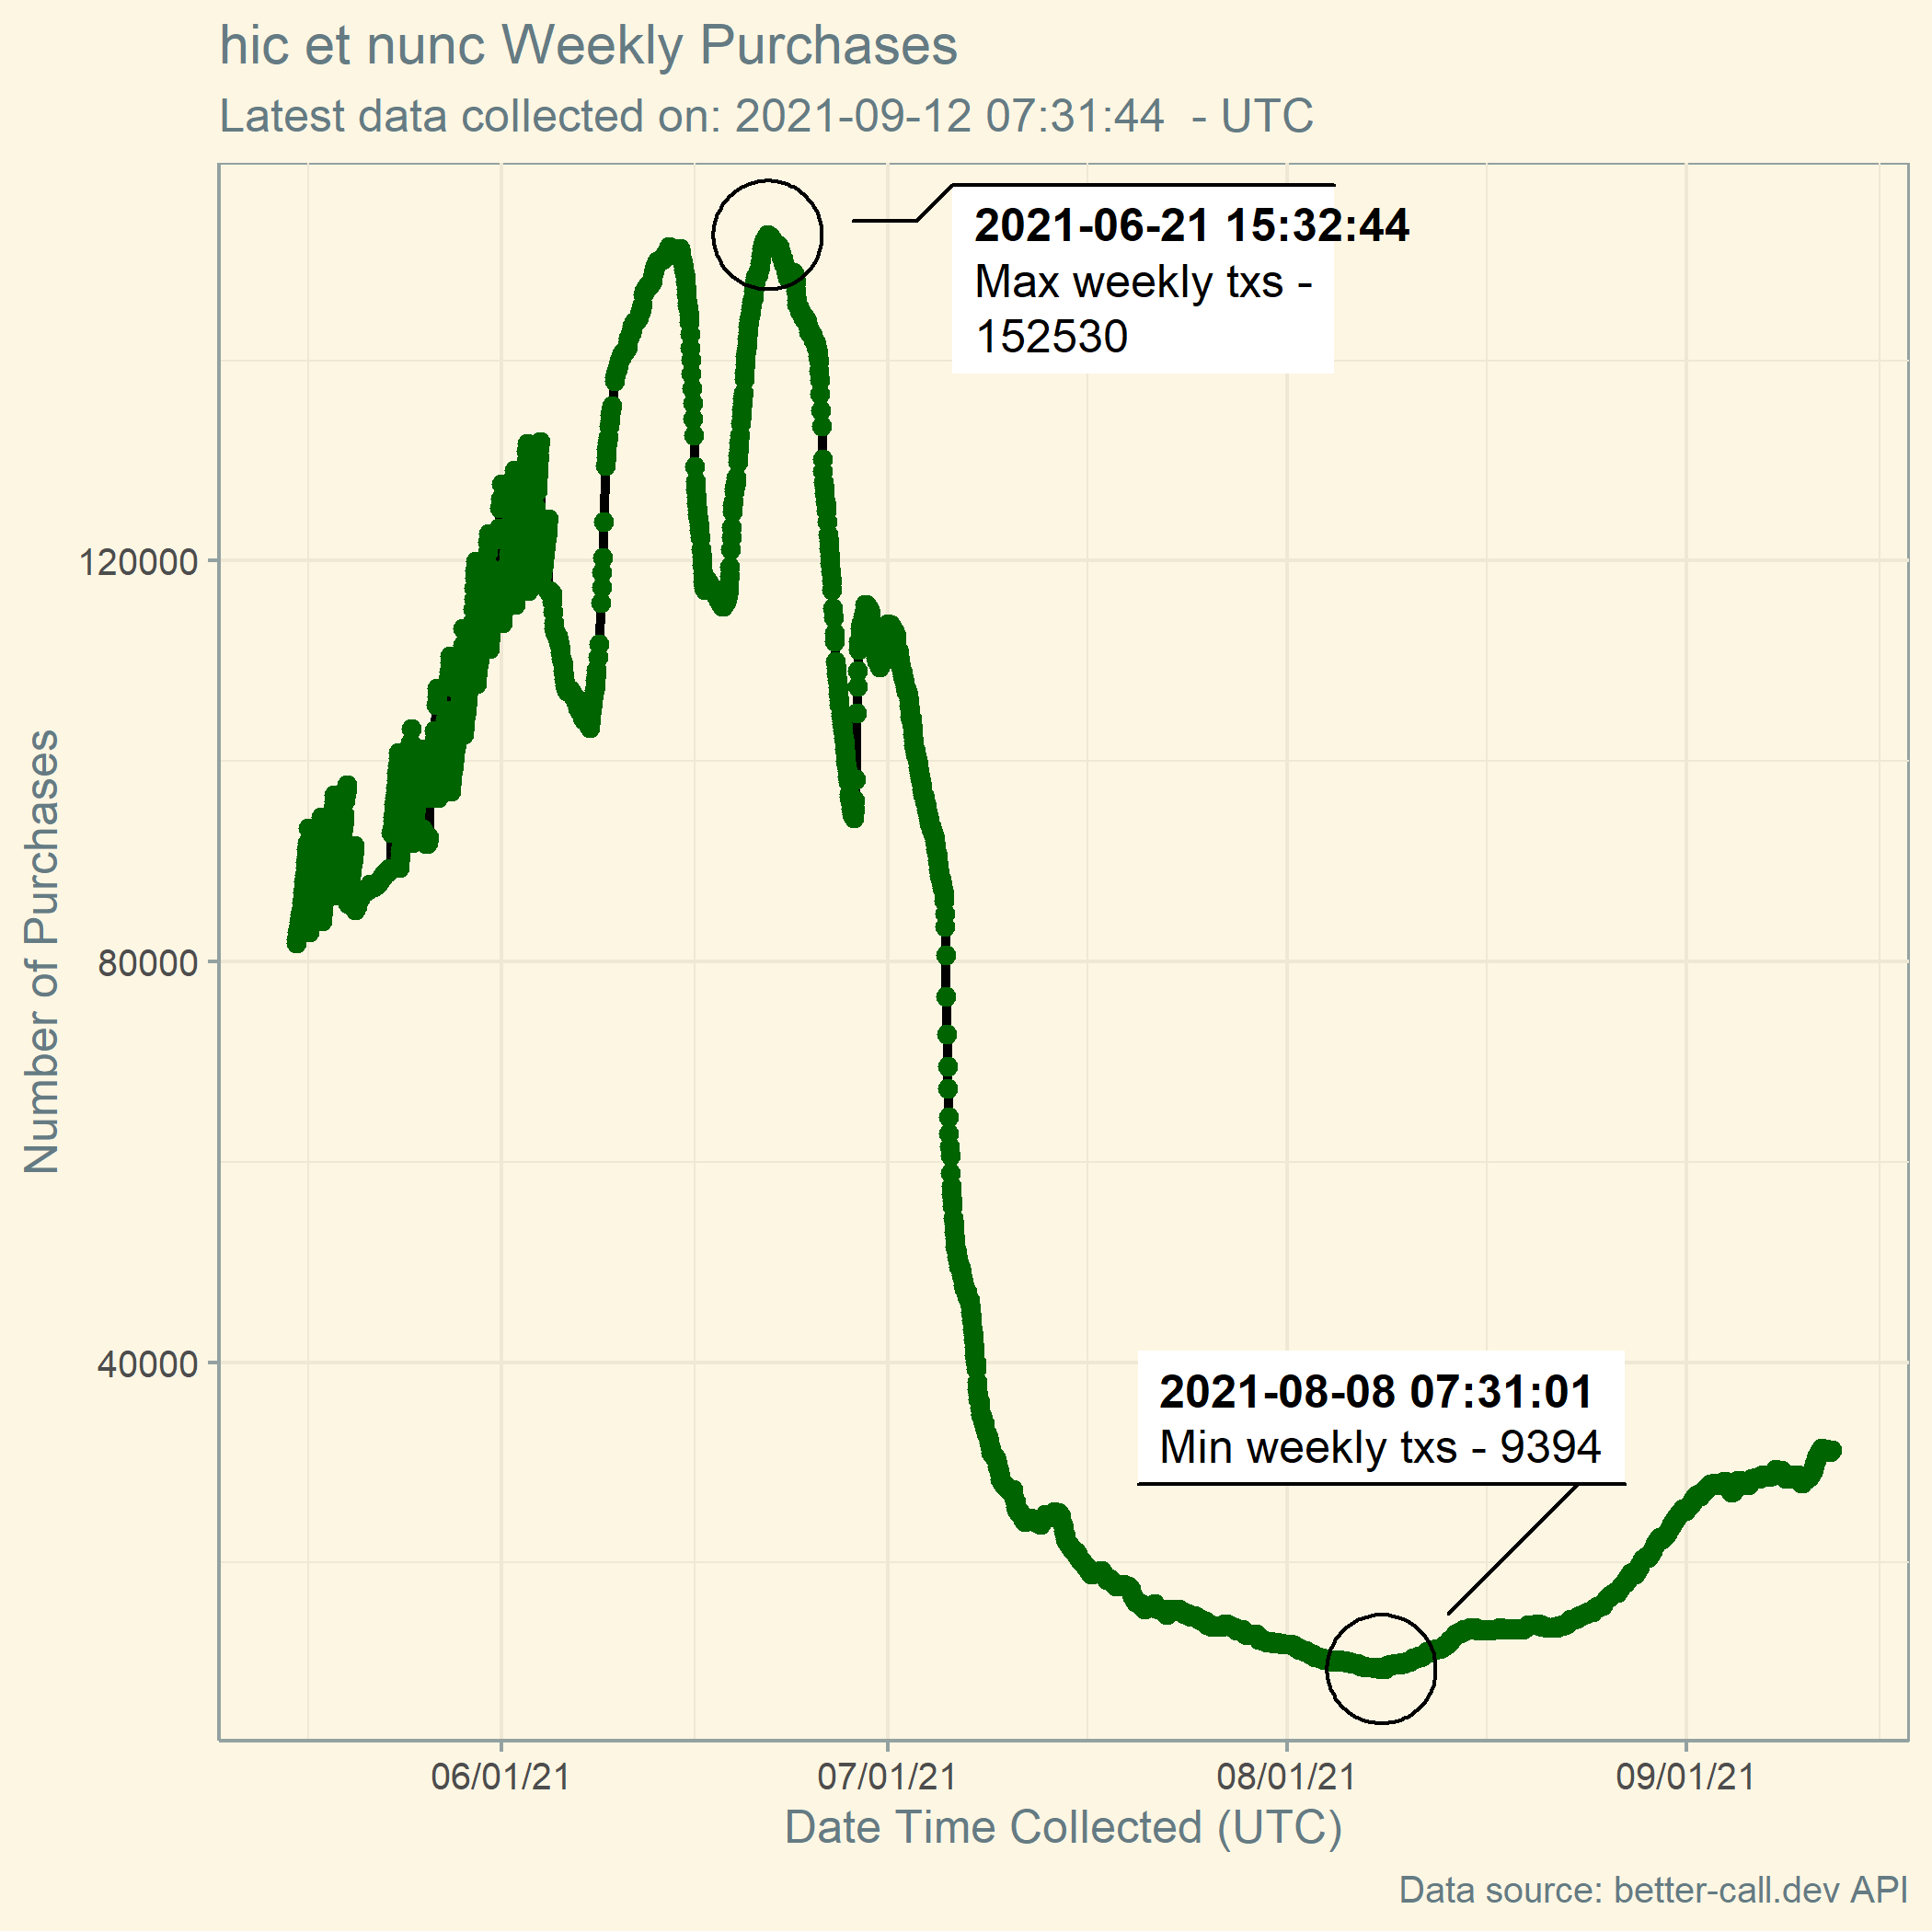 hic et nunc Weekly Purchases
Latest data collected on: 2021-09-12 07:31:44  - UTC
2021-06-21 15:32:44
Max weekly txs -
152530
120000
80000
40000
Number of Purchases
2021-08-08 07:31:01
Min weekly txs - 9394
06/01/21
07/01/21
08/01/21
09/01/21
Date Time Collected (UTC)
Data source: better-call.dev API